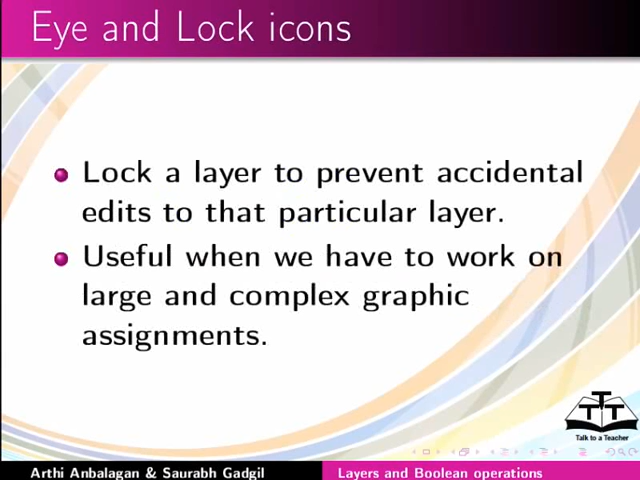 Eye and Lock icons
Lock a layer to prevent accidental
edits to that particular layer.
Useful when we have to work on
large and complex graphic
assignments.
TTT
Talk to a Teacher
Arthi Anbalagan & Saurabh Gadgil
Layers and Boolean operations